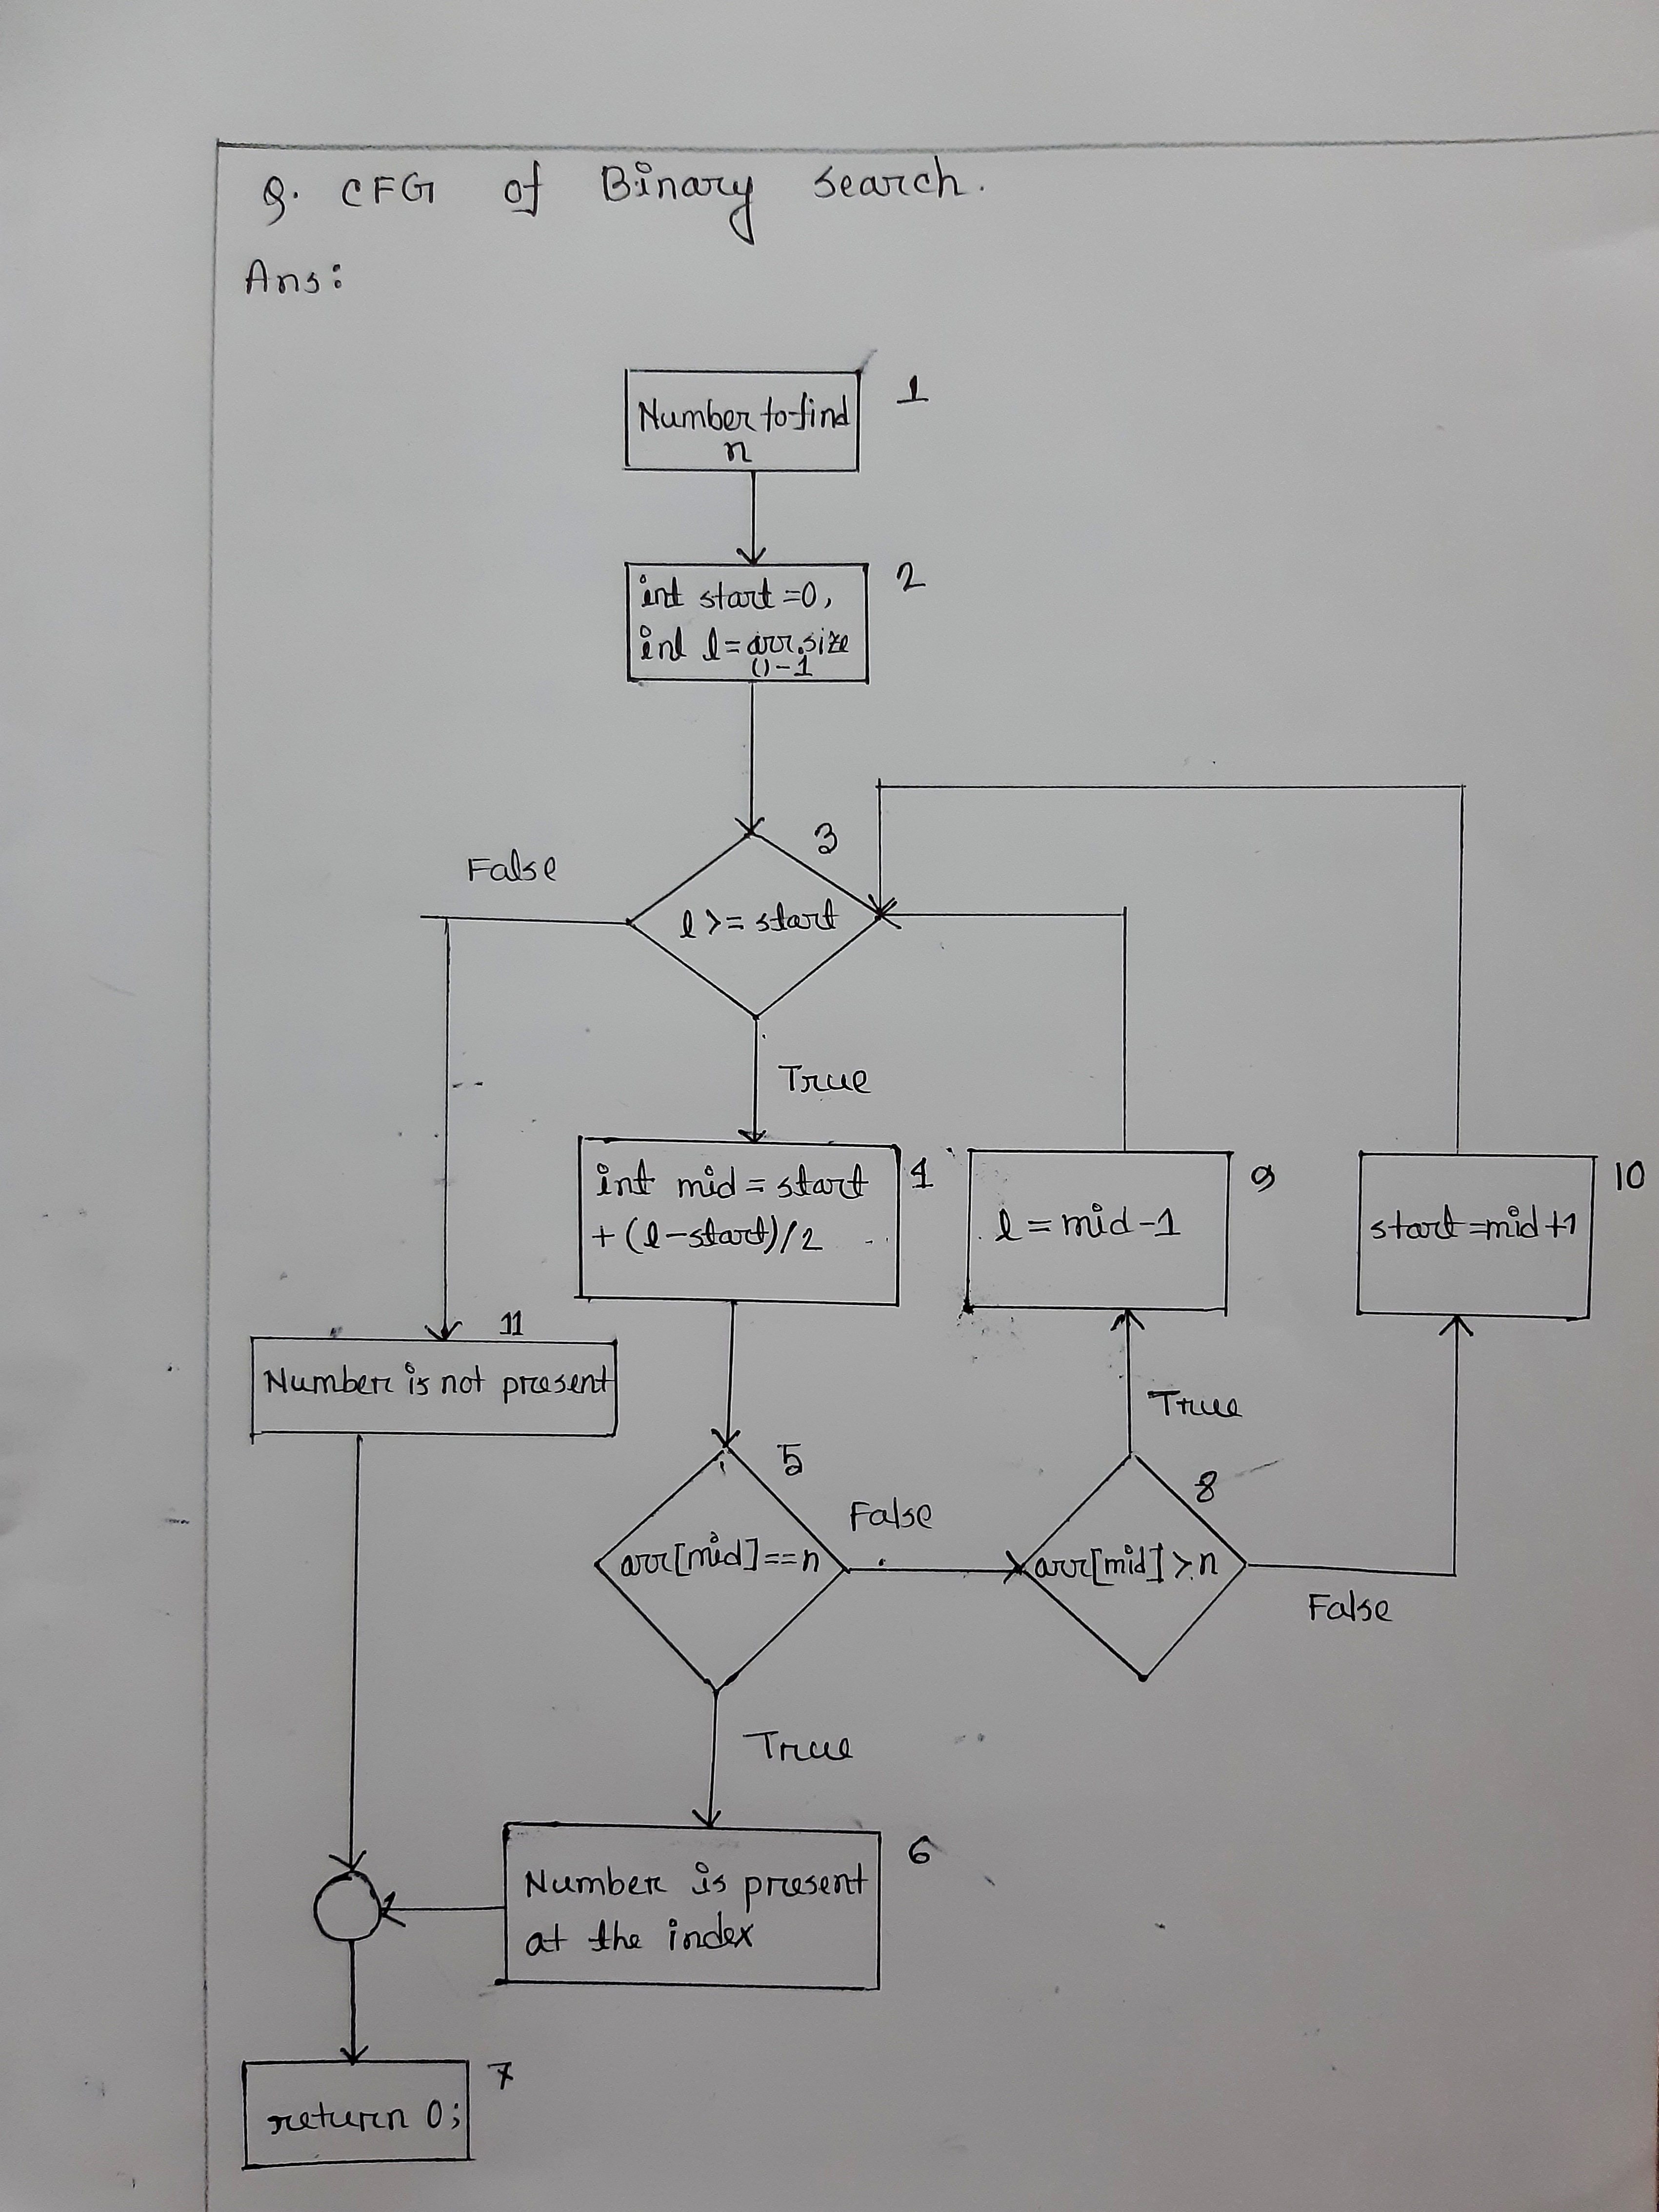 Q. CFG of Binary Search.
Ans:
Number to find
n
1
int start =0,
int l = arr.size
() - 1
2
3
False
l >= start
True
int mid = start
+ (l-start)/2
4
l = mid -1
9
start =mid +1
10
11
Number is not present
True
5
8
False
arr[mid]==n
arr[mid] > n
False
True
Number is present
at the index
6
7
return 0;